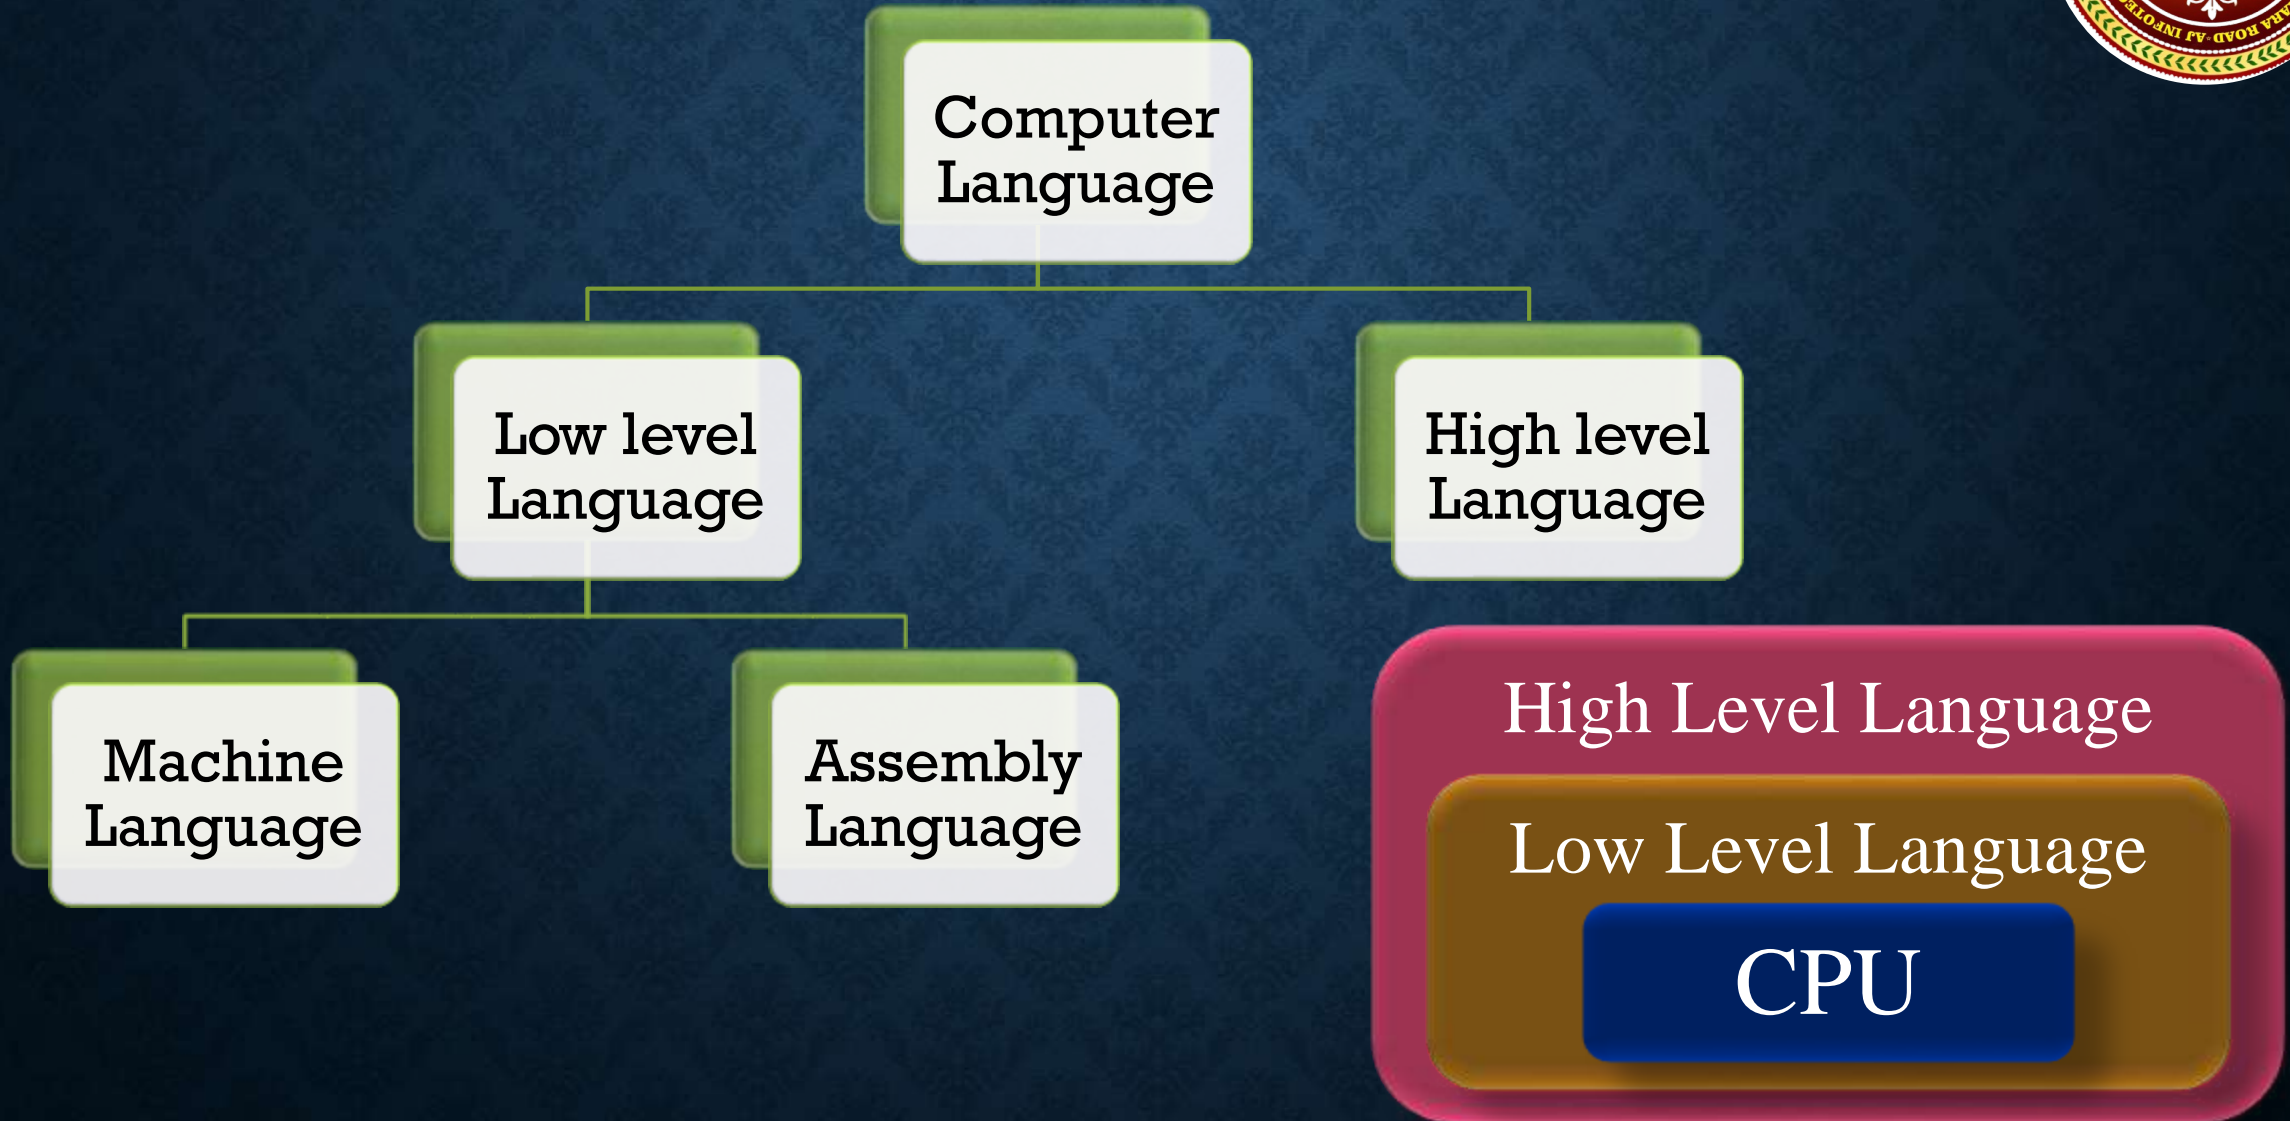 Computer
Language
Low level
Language
High level
Language
Machine
Language
Assembly
Language
High Level Language
Low Level Language
CPU
ROAD